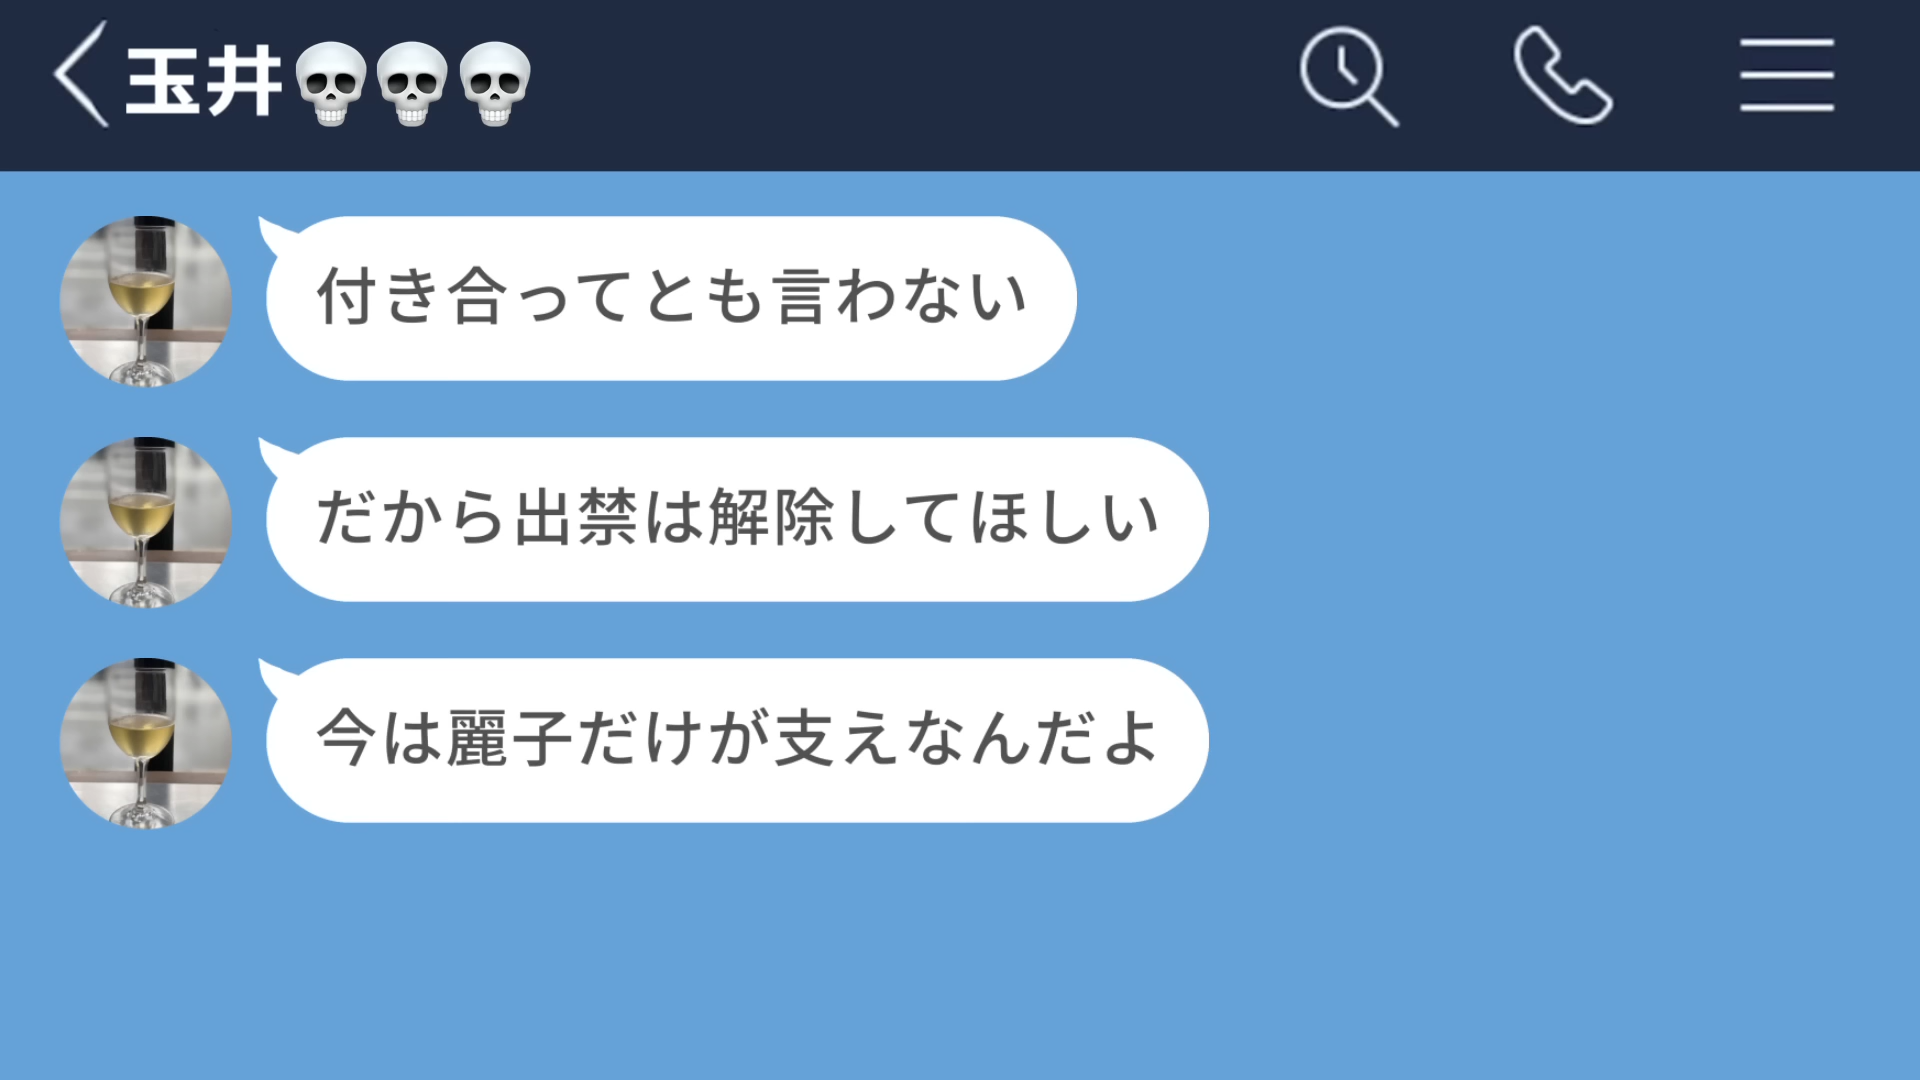 玉井💀💀💀
付き合ってとも言わない
だから出禁は解除してほしい
今は麗子だけが支えなんだよ